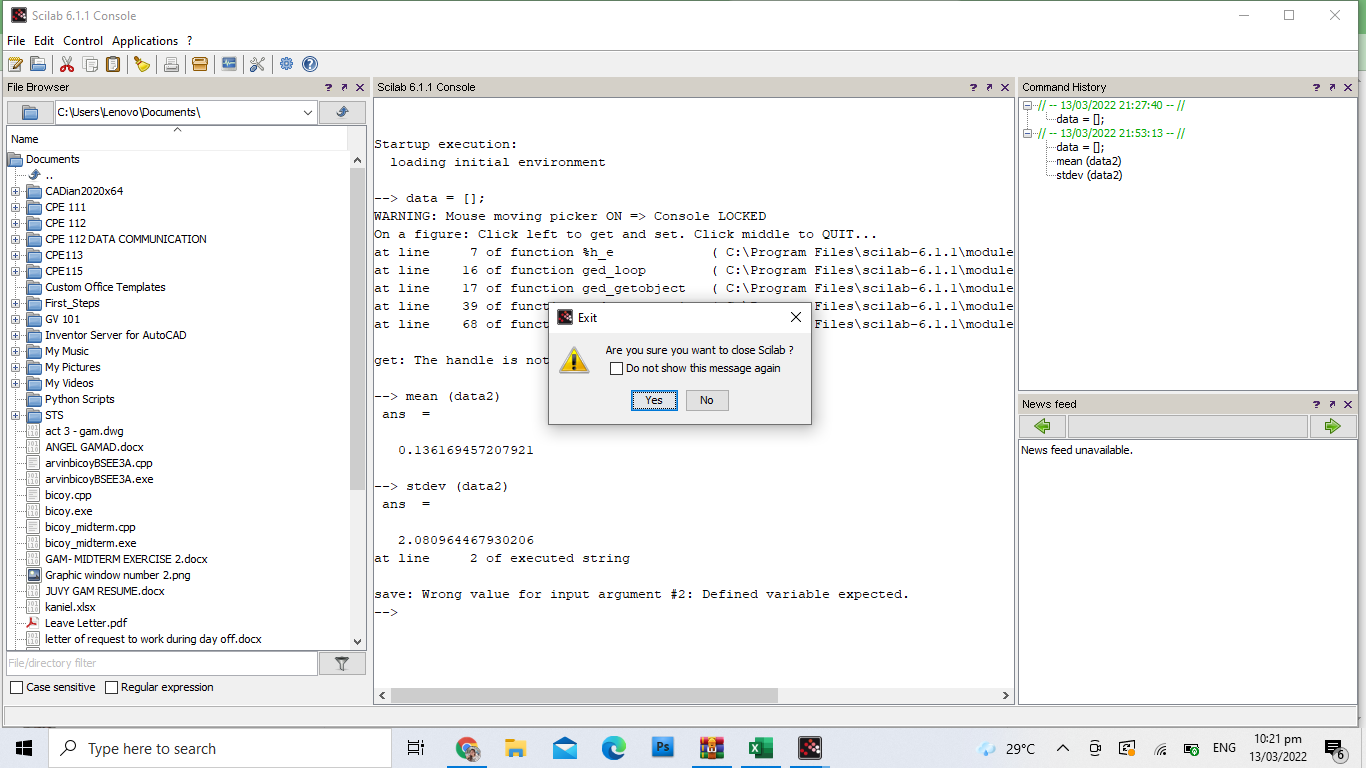 Scilab 6.1.1 Console
File Edit Control Applications ?
File Browser ? 
C:\Users\Lenovo\Documents\
Name
Documents
..
CADian2020x64
CPE 111
CPE 112
CPE 112 DATA COMMUNICATION
CPE113
CPE115
Custom Office Templates
First_Steps
GV 101
Inventor Server for AutoCAD
My Music
My Pictures
My Videos
Python Scripts
STS
act 3 - gam.dwg
ANGEL GAMAD.docx
arvinbicoyBSEE3A.cpp
arvinbicoyBSEE3A.exe
bicoy.cpp
bicoy.exe
bicoy_midterm.cpp
bicoy_midterm.exe
GAM- MIDTERM EXERCISE 2.docx
Graphic window number 2.png
JUVY GAM RESUME.docx
kaniel.xlsx
Leave Letter.pdf
letter of request to work during day off.docx
File/directory filter
Case sensitive Regular expression
Scilab 6.1.1 Console ?
Startup execution:
loading initial environment
--> data = [];
WARNING: Mouse moving picker ON => Console LOCKED
On a figure: Click left to get and set. Click middle to QUIT...
at line 7 of function %h_e ( C:\Program Files\scilab-6.1.1\module
at line 16 of function ged_loop ( C:\Program Files\scilab-6.1.1\module
at line 17 of function ged_getobject ( C:\Program Files\scilab-6.1.1\module
at line 39 of funct Files\scilab-6.1.1\module
at line 68 of funct Files\scilab-6.1.1\module
get: The handle is not
--> mean (data2)
ans =
0.136169457207921
--> stdev (data2)
ans =
2.080964467930206
at line 2 of executed string
save: Wrong value for input argument #2: Defined variable expected.
-->
Exit
Are you sure you want to close Scilab ?
Do not show this message again
Yes No
Command History ?
// -- 13/03/2022 21:27:40 -- //
data = [];
// -- 13/03/2022 21:53:13 -- //
data = [];
mean (data2)
stdev (data2)
News feed ?
News feed unavailable.
Type here to search
Ps
29°C
ENG
10:21 pm
13/03/2022
6